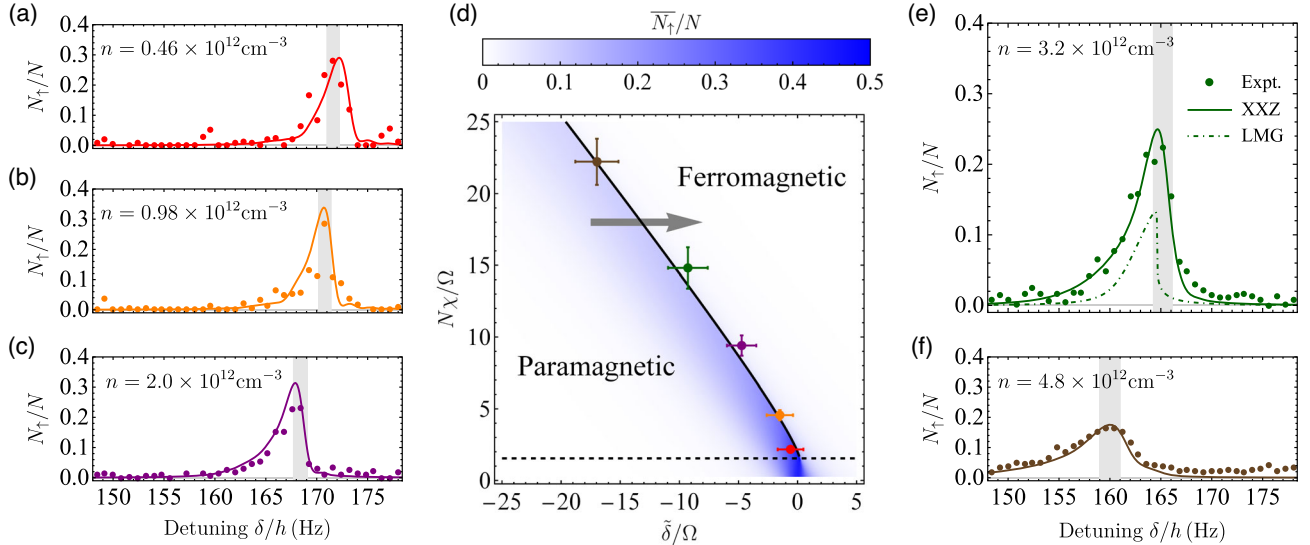 (a)
n = 0.46 × 10¹²cm⁻³
N↑/N
0.4
0.3
0.2
0.1
0.0
(b)
n = 0.98 × 10¹²cm⁻³
N↑/N
0.4
0.3
0.2
0.1
0.0
(c)
n = 2.0 × 10¹²cm⁻³
N↑/N
0.4
0.3
0.2
0.1
0.0
150 155 160 165 170 175
Detuning δ/h (Hz)
(d)
N̅↑̅/N
0 0.1 0.2 0.3 0.4 0.5
Ferromagnetic
Paramagnetic
Nχ/Ω
25
20
15
10
5
0
−25 −20 −15 −10 −5 0 5
δ̃/Ω
(e)
n = 3.2 × 10¹²cm⁻³
Expt.
XXZ
LMG
N↑/N
0.4
0.3
0.2
0.1
0.0
(f)
n = 4.8 × 10¹²cm⁻³
N↑/N
0.4
0.3
0.2
0.1
0.0
150 155 160 165 170 175
Detuning δ/h (Hz)